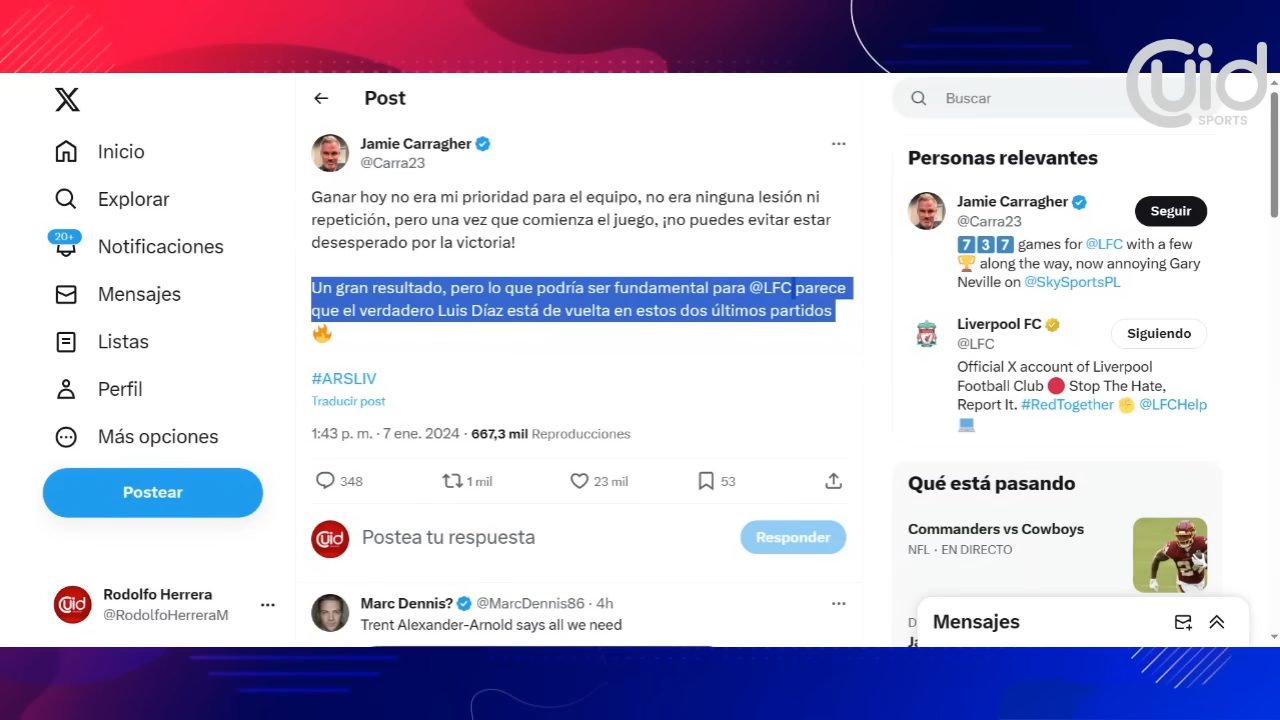 Cuid
SPORTS
Inicio
Explorar
20+
Notificaciones
Mensajes
Listas
Perfil
Más opciones
Postear
Cuid
Rodolfo Herrera
@RodolfoHerreraM
Post
Jamie Carragher
@Carra23
Ganar hoy no era mi prioridad para el equipo, no era ninguna lesión ni
repetición, pero una vez que comienza el juego, ¡no puedes evitar estar
desesperado por la victoria!
Un gran resultado, pero lo que podría ser fundamental para @LFC parece
que el verdadero Luis Díaz está de vuelta en estos dos últimos partidos
🔥
#ARSLIV
Traducir post
1:43 p. m. · 7 ene. 2024 · 667,3 mil Reproducciones
348 1 mil 23 mil 53
Cuid
Postea tu respuesta
Responder
Marc Dennis? @MarcDennis86 · 4h
Trent Alexander-Arnold says all we need
Buscar
Personas relevantes
Jamie Carragher
@Carra23
Seguir
7 3 7 games for @LFC with a few
🏆 along the way, now annoying Gary
Neville on @SkySportsPL
Liverpool FC
@LFC
Siguiendo
Official X account of Liverpool
Football Club 🔴 Stop The Hate,
Report It. #RedTogether ✊ @LFCHelp
💻
Qué está pasando
Commanders vs Cowboys
NFL · EN DIRECTO
Mensajes